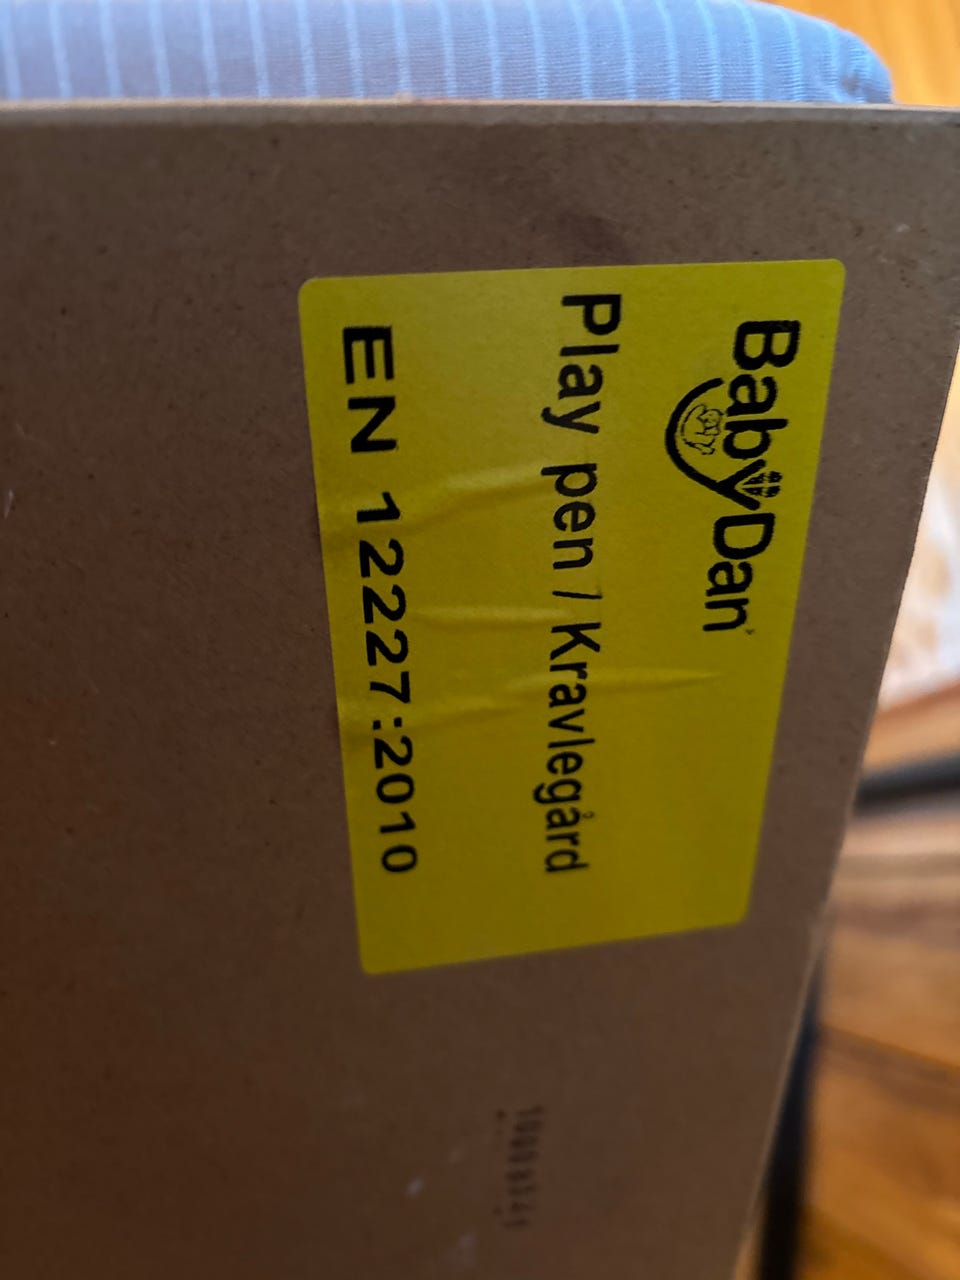 BabyDan
Play pen / Kravlegård
EN 12227:2010